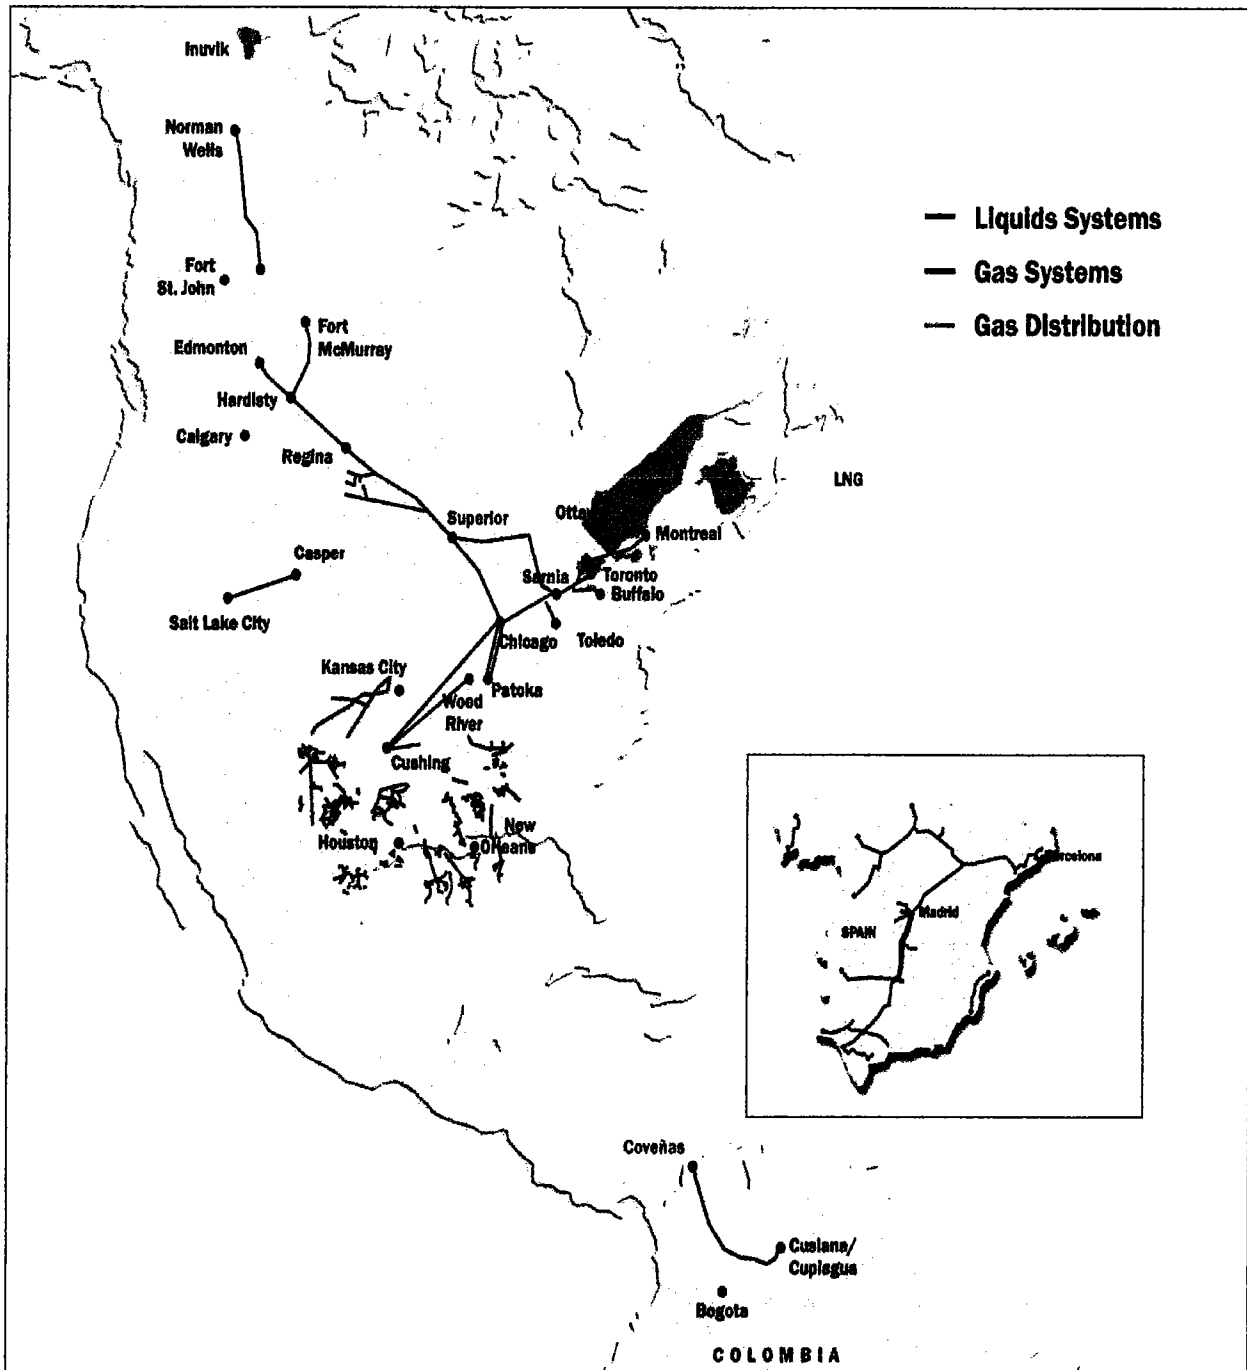 Inuvik
Norman
Wells
Liquids Systems
Gas Systems
Gas Distribution
Fort
St. John
Fort
McMurray
Edmonton
Hardisty
Calgary
Regina
LNG
Superior
Montreal
Casper
Sarnia
Toronto
Buffalo
Salt Lake City
Chicago
Toledo
Kansas City
Patoka
Wood
River
Cushing
Houston
New
Orleans
Barcelona
Madrid
SPAIN
Coveñas
Cusiana/
Cupiagua
Bogota
COLOMBIA